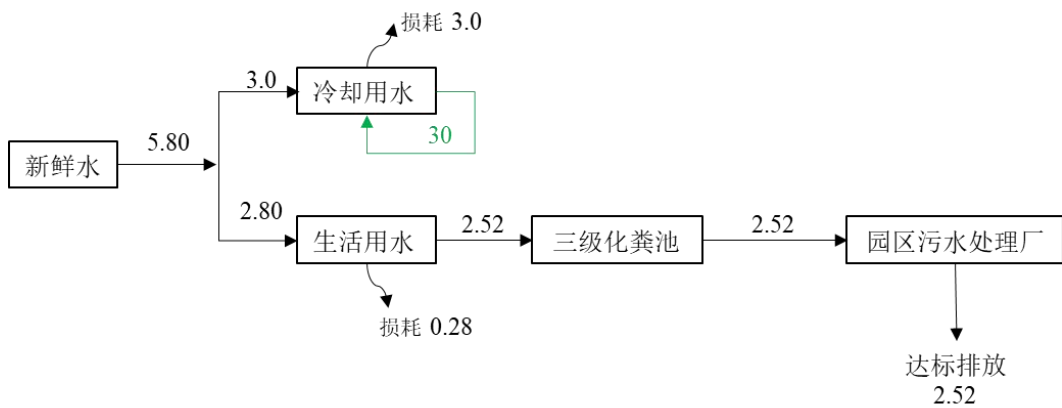 损耗 3.0
3.0
冷却用水
30
5.80
新鲜水
2.80
生活用水
2.52
三级化粪池
2.52
园区污水处理厂
损耗 0.28
达标排放
2.52